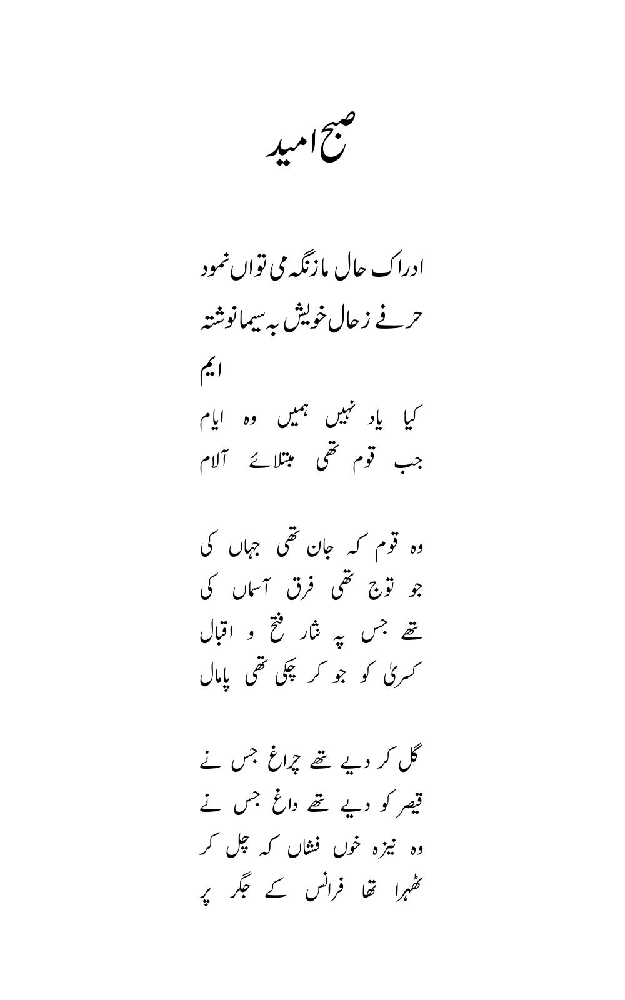 صبح امید
ادراک حال ما ز نگہ می تواں نمود
حرفے ز حال خویش بہ سیما نوشتہ
ایم
کیا یاد نہیں ہمیں وہ ایام
جب قوم تھی مبتلائے آلام
وہ قوم کہ جان تھی جہاں کی
جو توج تھی فرق آسماں کی
تھے جس پہ نثار فتح و اقبال
کسریٰ کو جو کر چکی تھی پامال
گل کر دیے تھے چراغ جس نے
قیصر کو دیے تھے داغ جس نے
وہ نیزہ خوں فشاں کہ چل کر
ٹھہرا تھا فرانس کے جگر پر